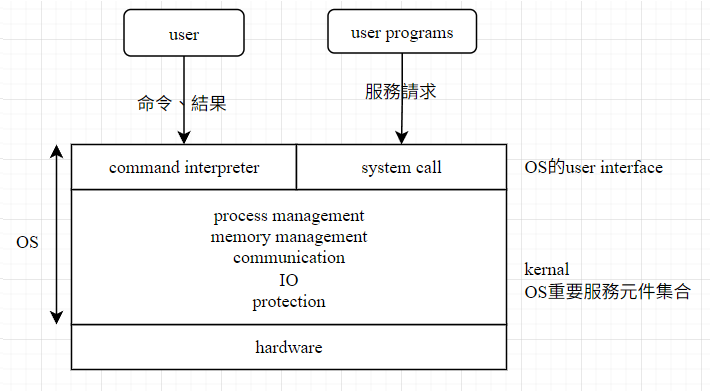 user
user programs
命令、結果
服務請求
command interpreter
system call
OS的user interface
OS
process management
memory management
communication
IO
protection
kernal
OS重要服務元件集合
hardware